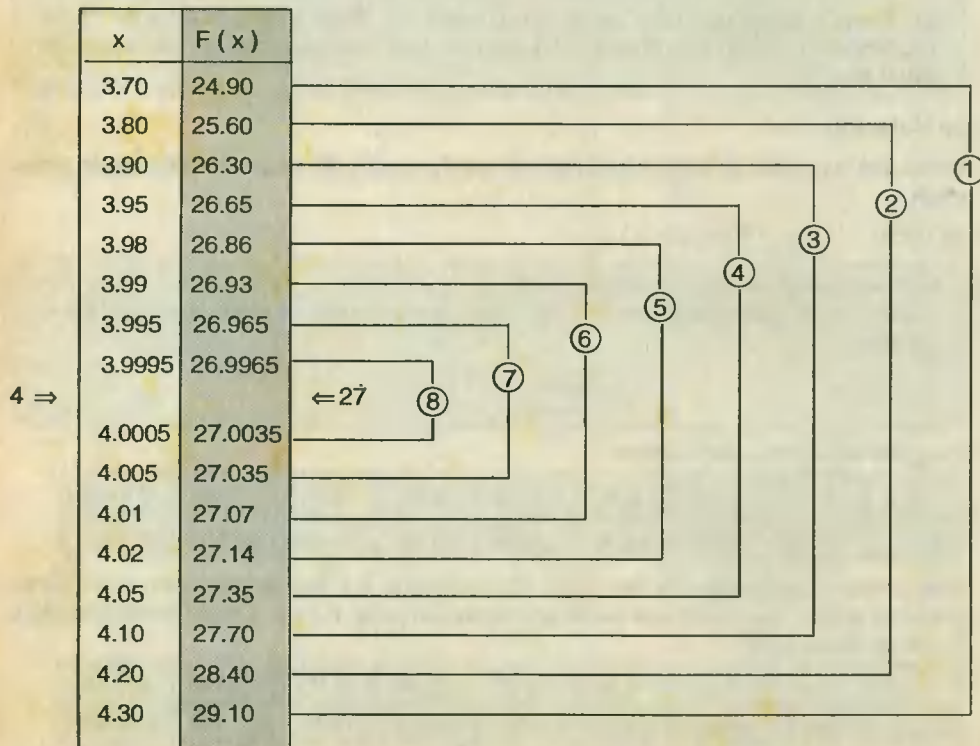 x F ( x )
3.70 24.90
3.80 25.60
3.90 26.30 ①
3.95 26.65 ②
3.98 26.86 ③
3.99 26.93 ④
3.995 26.965 ⑤
3.9995 26.9965 ⑥
⑦
4 ⇒ ⇐ 27 ⑧
4.0005 27.0035
4.005 27.035
4.01 27.07
4.02 27.14
4.05 27.35
4.10 27.70
4.20 28.40
4.30 29.10